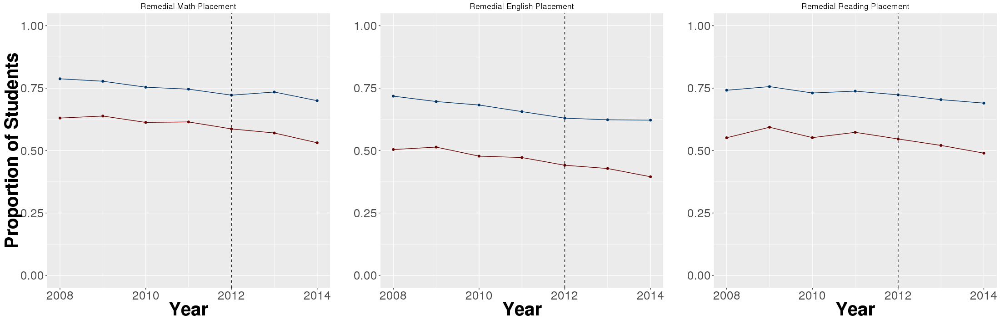 Remedial Math Placement
Remedial English Placement
Remedial Reading Placement
Proportion of Students
1.00
0.75
0.50
0.25
0.00
2008 2010 2012 2014
Year
1.00
0.75
0.50
0.25
0.00
2008 2010 2012 2014
Year
1.00
0.75
0.50
0.25
0.00
2008 2010 2012 2014
Year